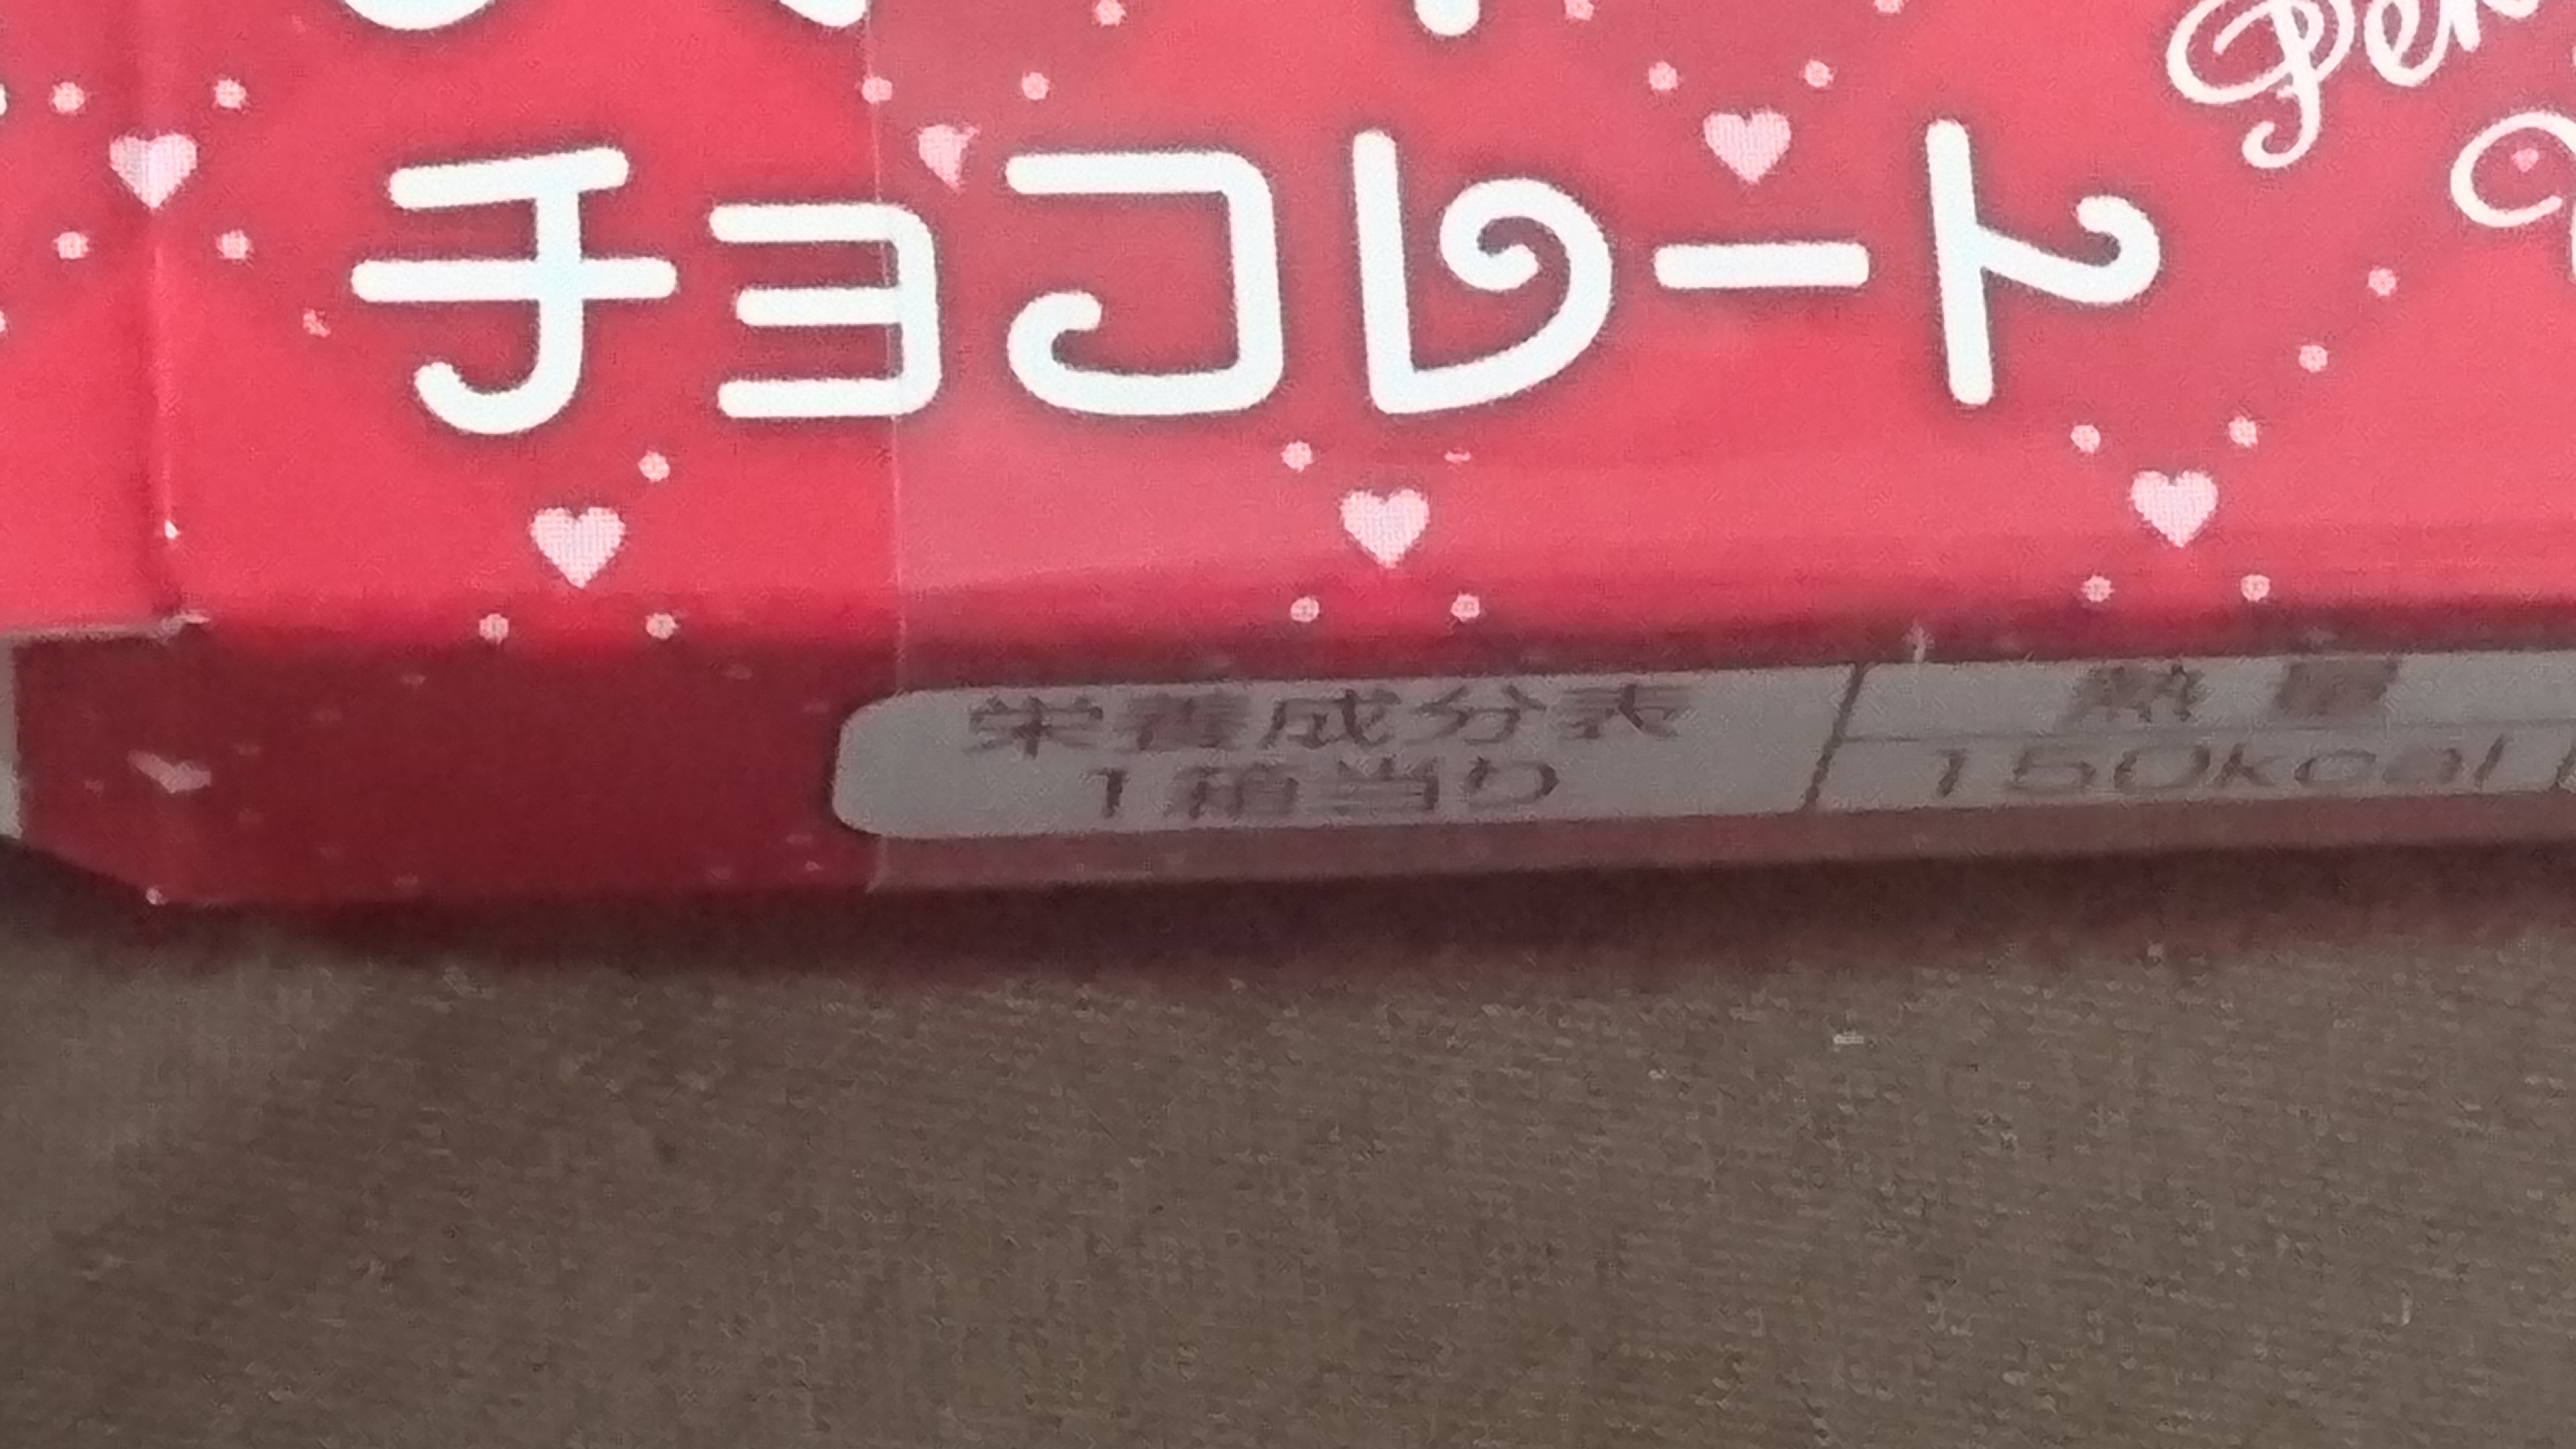 チョコレート
栄養成分表
1箱当り
熱量
150kcal